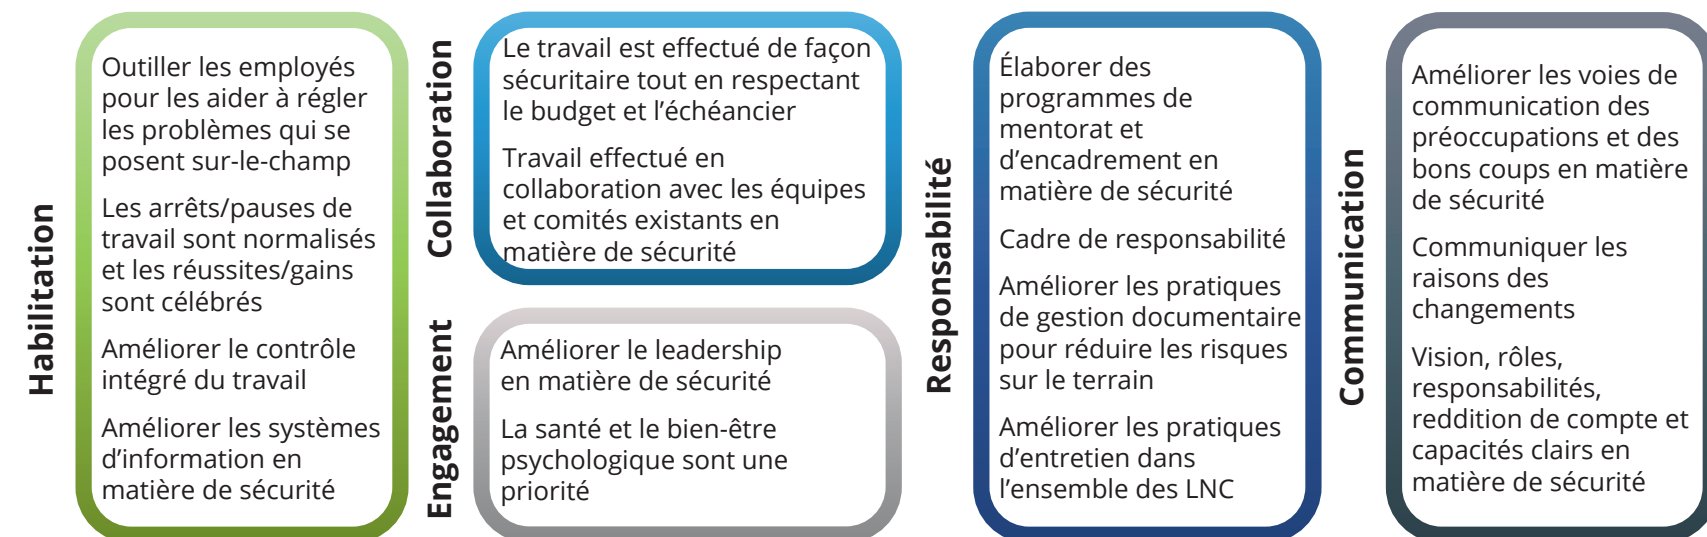 Habilitation
Outiller les employés
pour les aider à régler
les problèmes qui se
posent sur-le-champ
Les arrêts/pauses de
travail sont normalisés
et les réussites/gains
sont célébrés
Améliorer le contrôle
intégré du travail
Améliorer les systèmes
d’information en
matière de sécurité
Collaboration
Le travail est effectué de façon
sécuritaire tout en respectant
le budget et l’échéancier
Travail effectué en
collaboration avec les équipes
et comités existants en
matière de sécurité
Engagement
Améliorer le leadership
en matière de sécurité
La santé et le bien-être
psychologique sont une
priorité
Responsabilité
Élaborer des
programmes de
mentorat et
d’encadrement en
matière de sécurité
Cadre de responsabilité
Améliorer les pratiques
de gestion documentaire
pour réduire les risques
sur le terrain
Améliorer les pratiques
d’entretien dans
l’ensemble des LNC
Communication
Améliorer les voies de
communication des
préoccupations et des
bons coups en matière
de sécurité
Communiquer les
raisons des
changements
Vision, rôles,
responsabilités,
reddition de compte et
capacités clairs en
matière de sécurité